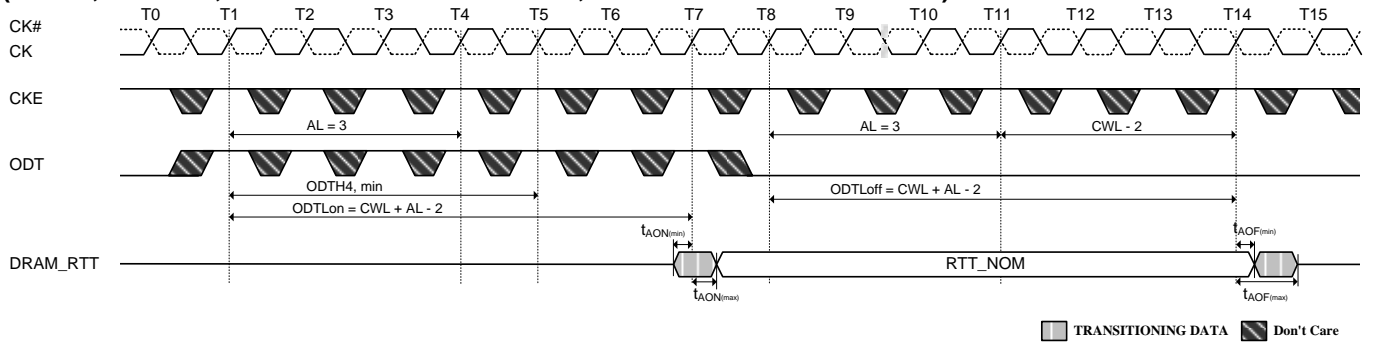 T0 T1 T2 T3 T4 T5 T6 T7 T8 T9 T10 T11 T12 T13 T14 T15
CK#
CK
CKE
AL = 3 AL = 3 CWL - 2
ODT
ODTH4, min ODTLoff = CWL + AL - 2
ODTLon = CWL + AL - 2
tAON(min) tAOF(min)
DRAM_RTT RTT_NOM
tAON(max) tAOF(max)
TRANSITIONING DATA Don't Care